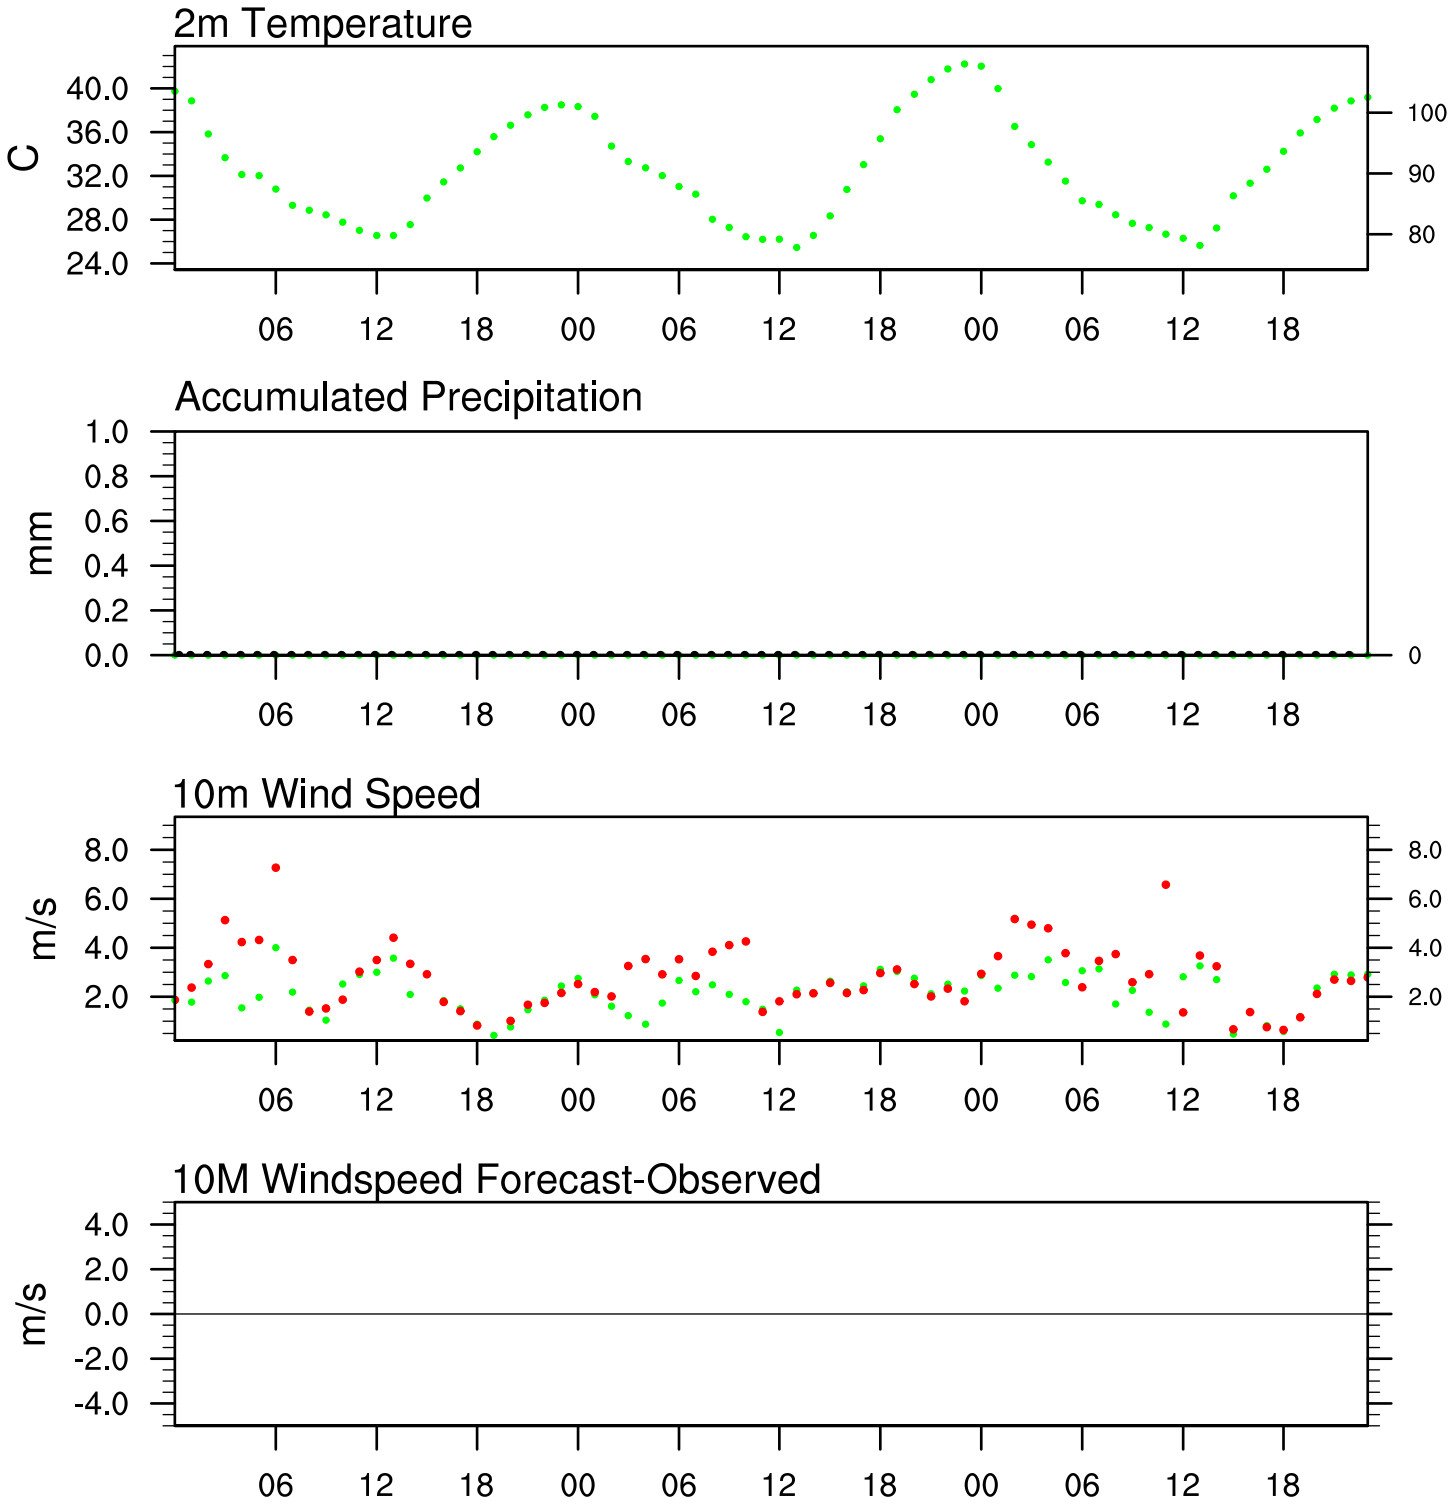 2m Temperature
40.0
36.0
32.0
28.0
24.0
C
100
90
80
06 12 18 00 06 12 18 00 06 12 18
Accumulated Precipitation
1.0
0.8
0.6
0.4
0.2
0.0
mm
0
06 12 18 00 06 12 18 00 06 12 18
10m Wind Speed
8.0 8.0
6.0 6.0
4.0 4.0
2.0 2.0
m/s
06 12 18 00 06 12 18 00 06 12 18
10M Windspeed Forecast-Observed
4.0
2.0
0.0
-2.0
-4.0
m/s
06 12 18 00 06 12 18 00 06 12 18